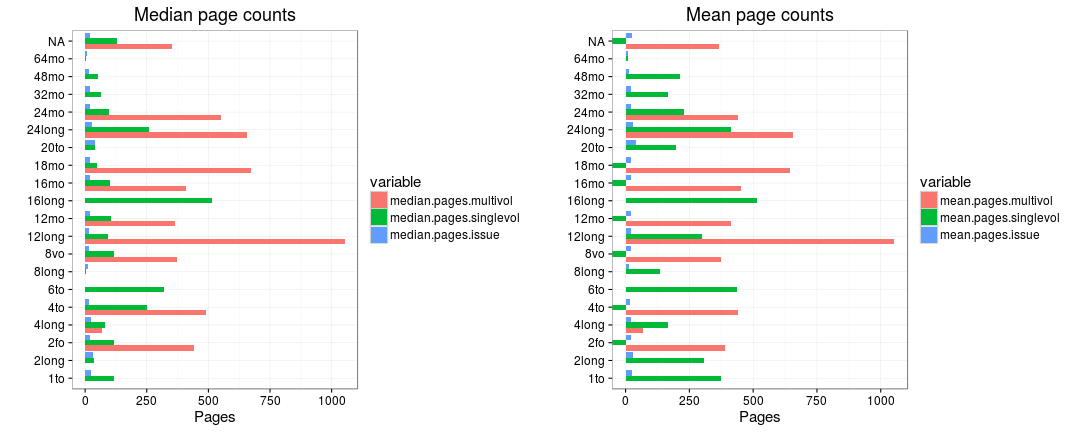 Median page counts
NA
64mo
48mo
32mo
24mo
24long
20to
18mo
16mo
16long
12mo
12long
8vo
8long
6to
4to
4long
2fo
2long
1to
0 250 500 750 1000
Pages
variable
median.pages.multivol
median.pages.singlevol
median.pages.issue
Mean page counts
NA
64mo
48mo
32mo
24mo
24long
20to
18mo
16mo
16long
12mo
12long
8vo
8long
6to
4to
4long
2fo
2long
1to
0 250 500 750 1000
Pages
variable
mean.pages.multivol
mean.pages.singlevol
mean.pages.issue